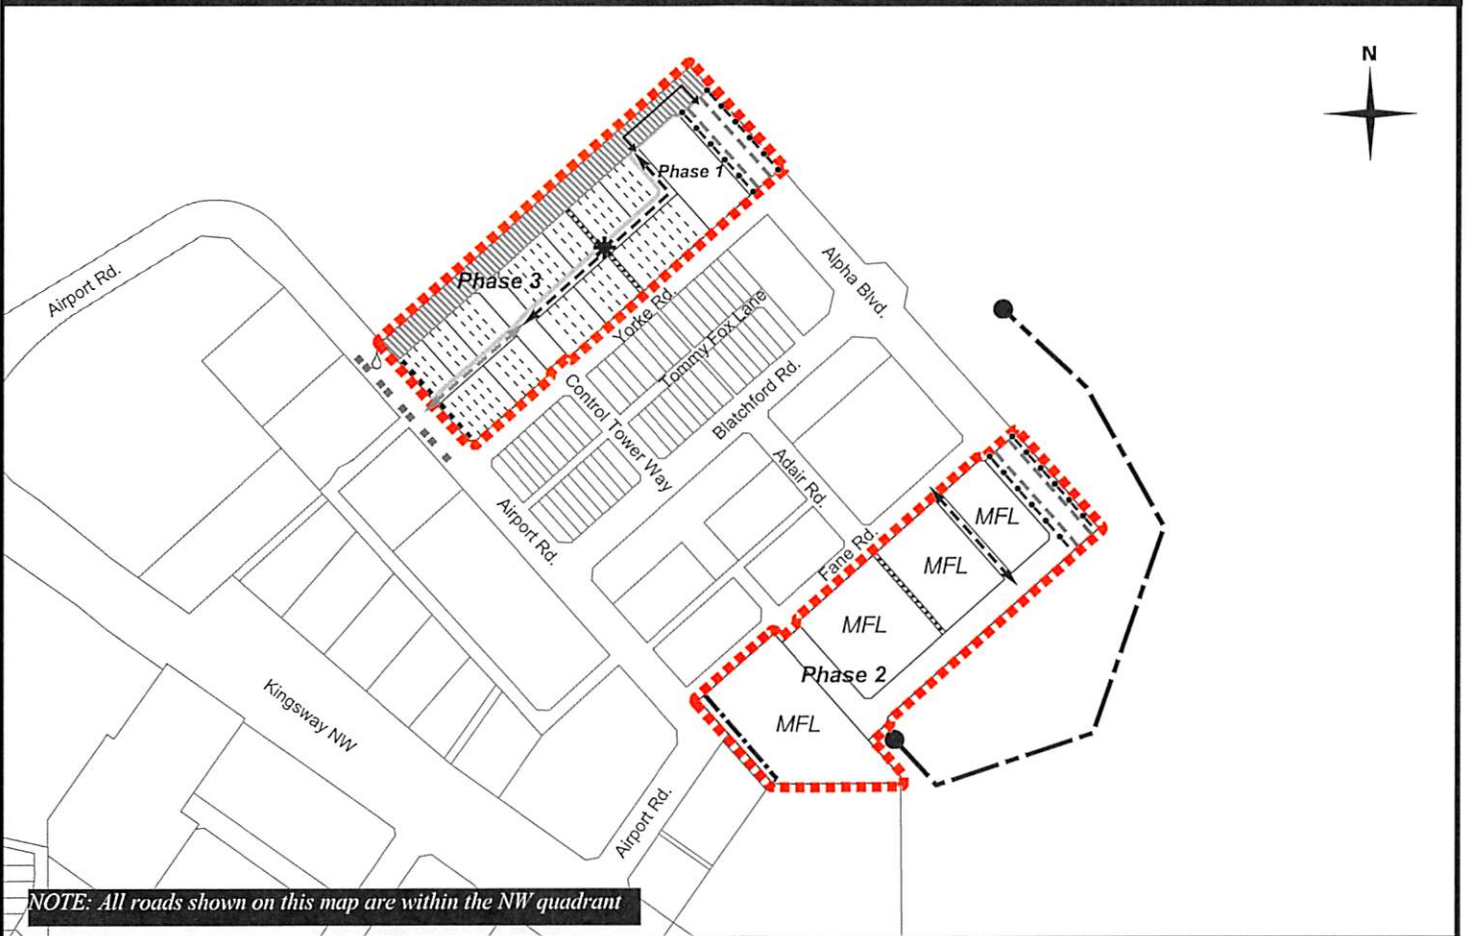 N
Phase 1
Airport Rd.
Alpha Blvd.
Phase 3
Yorke Rd.
Tommy Fox Lane
Control Tower Way
Blatchford Rd.
Adair Rd.
Airport Rd.
MFL
Fane Rd.
MFL
MFL
Phase 2
Kingsway NW
MFL
Airport Rd.
NOTE: All roads shown on this map are within the NW quadrant